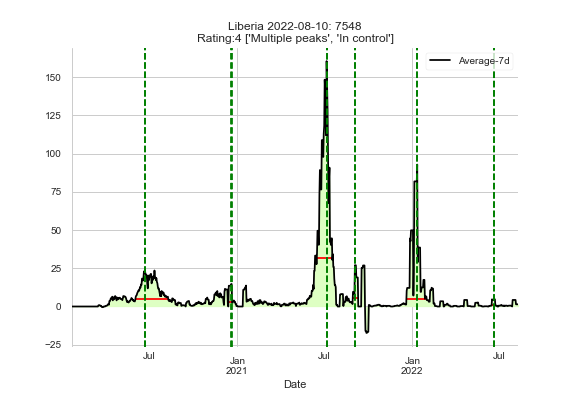 Liberia 2022-08-10: 7548
Rating:4 ['Multiple peaks', 'In control']
Average-7d
150
125
100
75
50
25
0
−25
Jul
Jan
2021
Jul
Jan
2022
Jul
Date